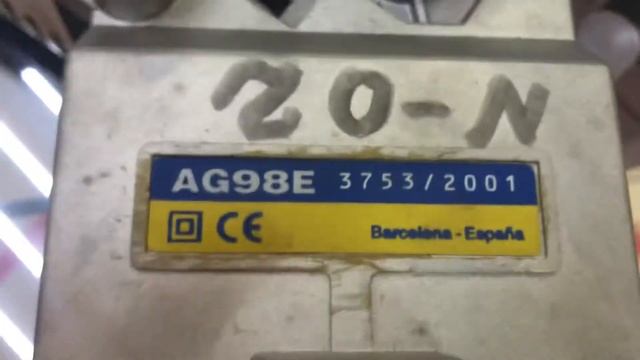 20-N
AG98E 3753/2001
CE Barcelona - España